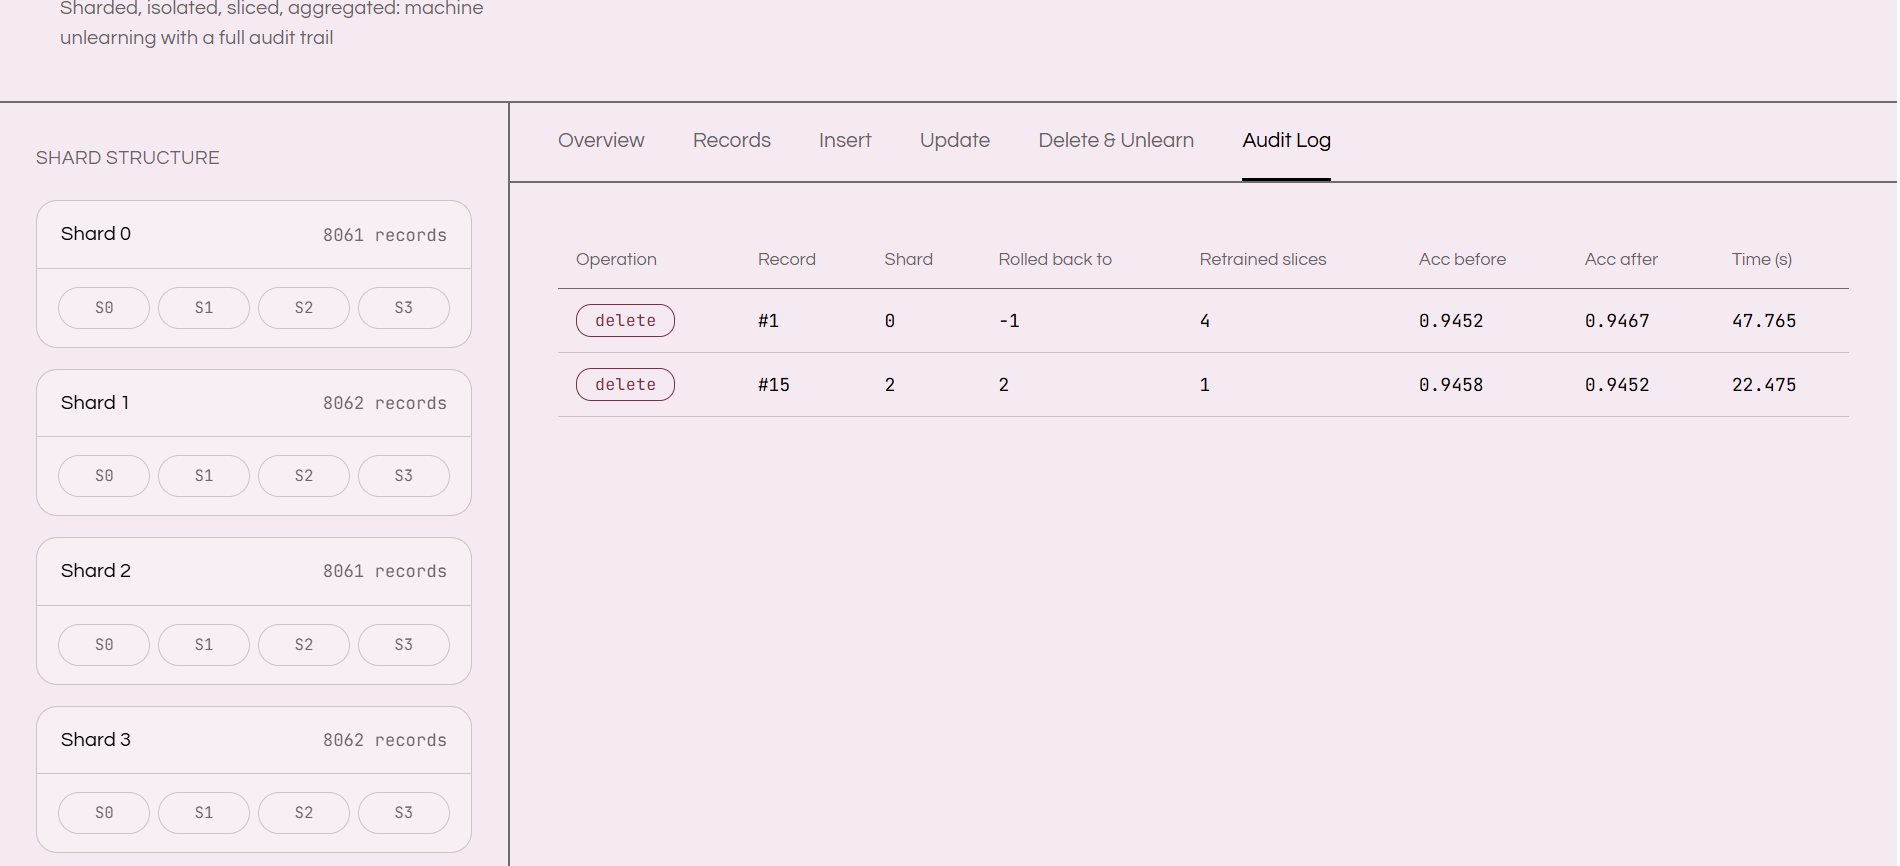 Sharded, isolated, sliced, aggregated: machine
unlearning with a full audit trail
SHARD STRUCTURE
Shard 0 8061 records
S0 S1 S2 S3
Shard 1 8062 records
S0 S1 S2 S3
Shard 2 8061 records
S0 S1 S2 S3
Shard 3 8062 records
S0 S1 S2 S3
Overview Records Insert Update Delete & Unlearn Audit Log
Operation Record Shard Rolled back to Retrained slices Acc before Acc after Time (s)
delete #1 0 -1 4 0.9452 0.9467 47.765
delete #15 2 2 1 0.9458 0.9452 22.475